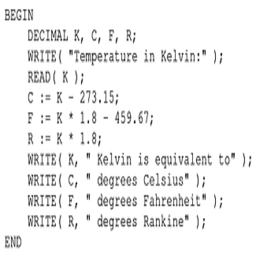 BEGIN
    DECIMAL K, C, F, R;
    WRITE( "Temperature in Kelvin:" );
    READ( K );
    C := K - 273.15;
    F := K * 1.8 - 459.67;
    R := K * 1.8;
    WRITE( K, " Kelvin is equivalent to" );
    WRITE( C, " degrees Celsius" );
    WRITE( F, " degrees Fahrenheit" );
    WRITE( R, " degrees Rankine" );
END